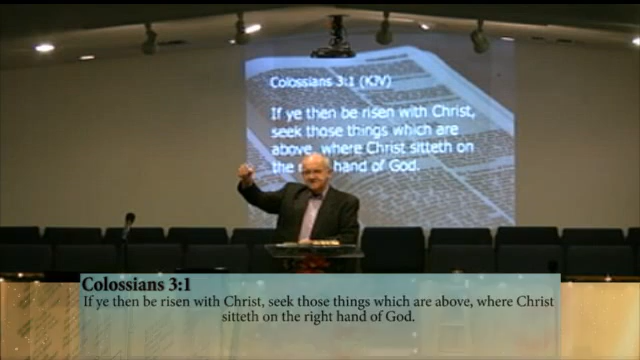 Colossians 3:1 (KJV)
If ye then be risen with Christ,
seek those things which are
above, where Christ sitteth on
the right hand of God.
Colossians 3:1
If ye then be risen with Christ, seek those things which are above, where Christ
sitteth on the right hand of God.